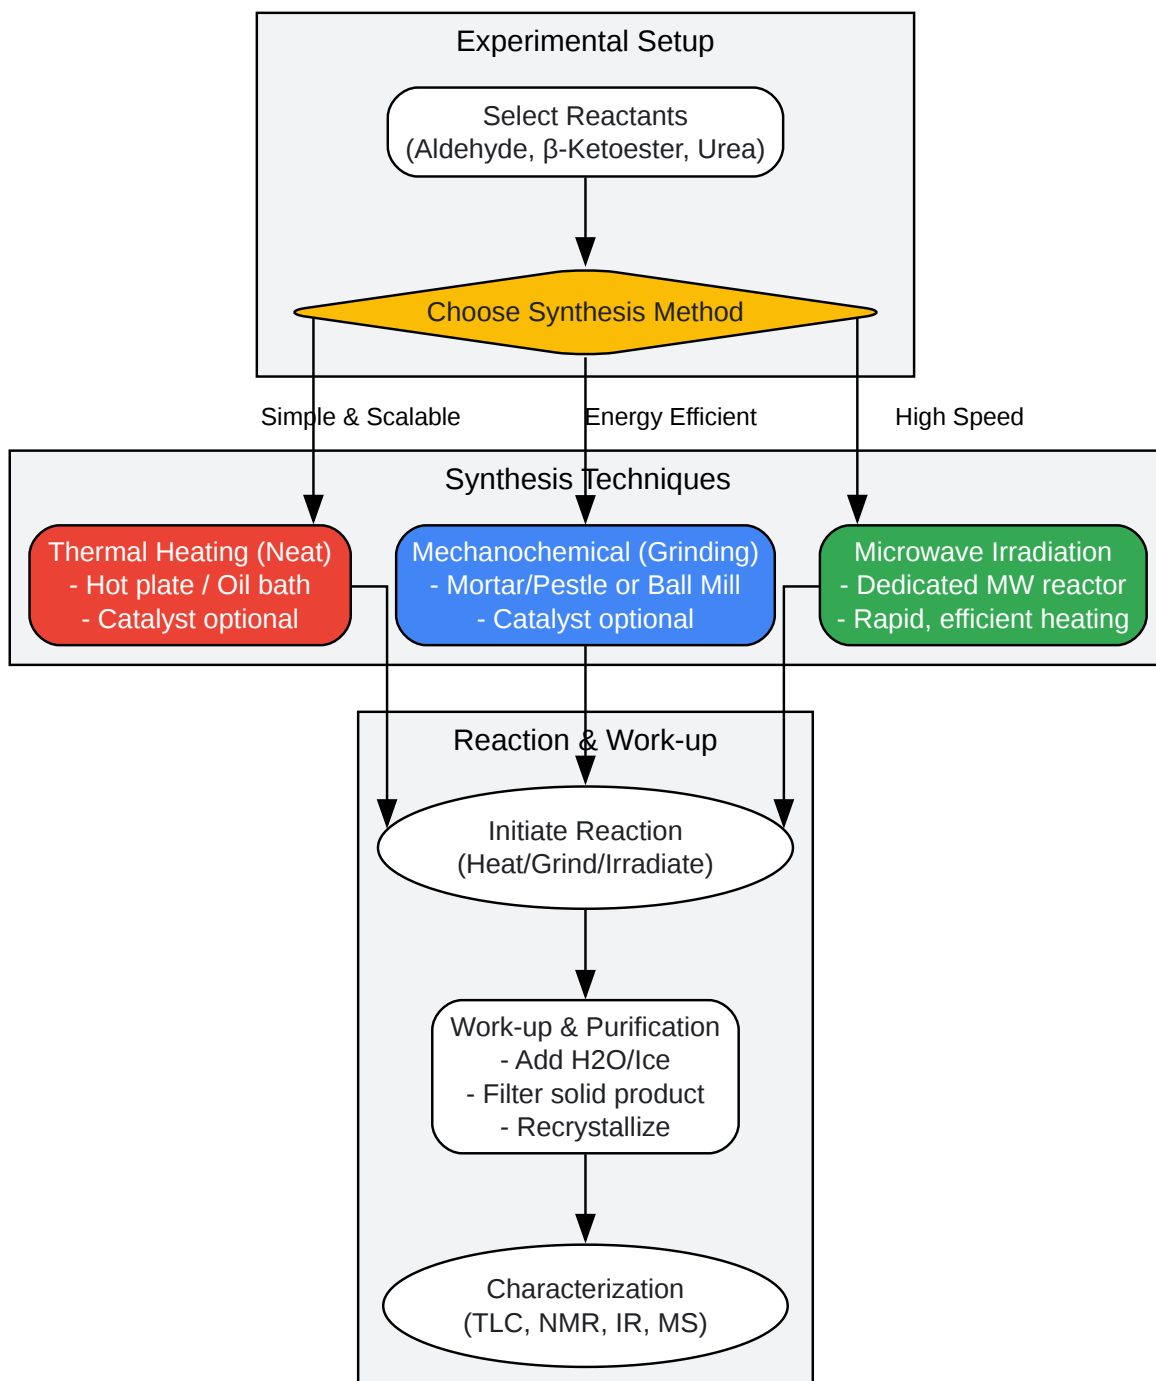 Experimental Setup
Select Reactants
(Aldehyde, β-Ketoester, Urea)
Choose Synthesis Method
Simple & Scalable
Energy Efficient
High Speed
Synthesis Techniques
Thermal Heating (Neat)
- Hot plate / Oil bath
- Catalyst optional
Mechanochemical (Grinding)
- Mortar/Pestle or Ball Mill
- Catalyst optional
Microwave Irradiation
- Dedicated MW reactor
- Rapid, efficient heating
Reaction & Work-up
Initiate Reaction
(Heat/Grind/Irradiate)
Work-up & Purification
- Add H2O/Ice
- Filter solid product
- Recrystallize
Characterization
(TLC, NMR, IR, MS)